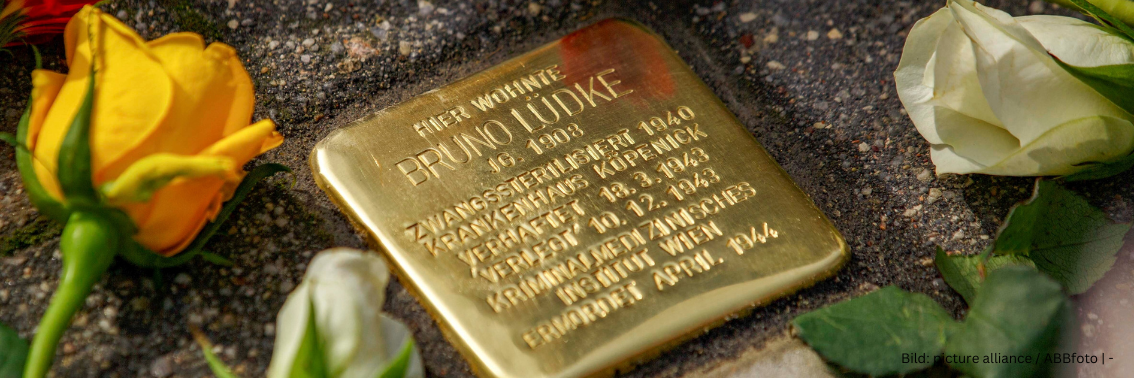 HIER WOHNTE
BRUNO LÜDKE
JG. 1908
ZWANGSSTERILISIERT 1940
KRANKENHAUS KÖPENICK
VERHAFTET 18.3.1943
VERLEGT 10.12.1943
KRIMINALMEDIZINISCHES
INSTITUT WIEN
ERMORDET APRIL 1944
Bild: picture alliance / ABBfoto | -